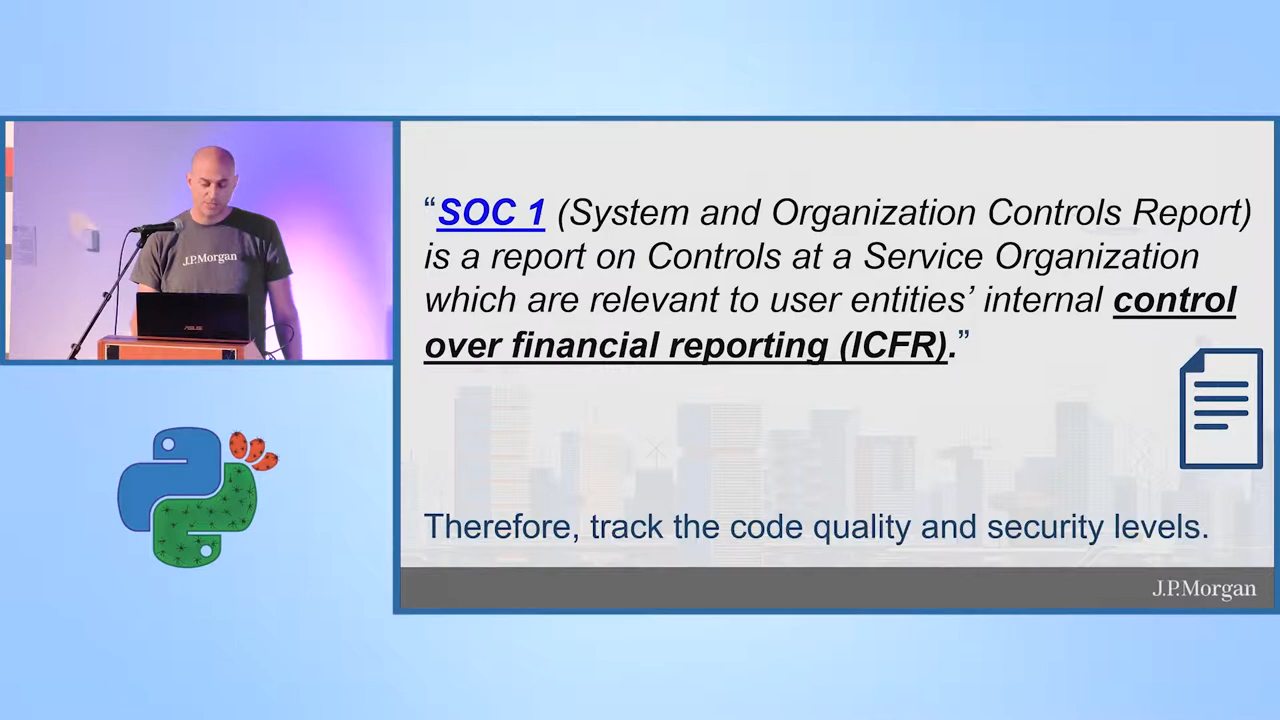 J.P.Morgan
ASUS
“SOC 1 (System and Organization Controls Report)
is a report on Controls at a Service Organization
which are relevant to user entities’ internal control
over financial reporting (ICFR).”
Therefore, track the code quality and security levels.
J.P.Morgan